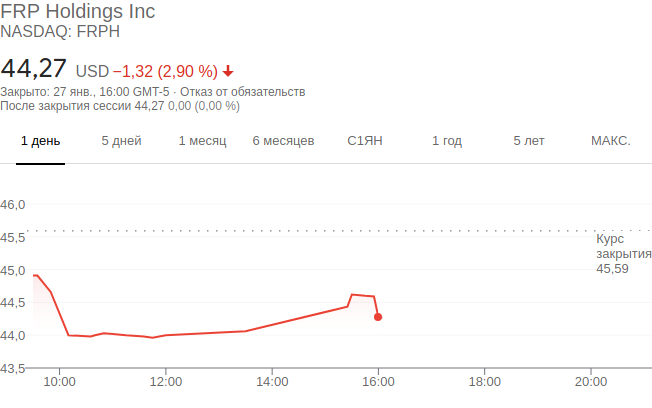 FRP Holdings Inc
NASDAQ: FRPH
44,27 USD −1,32 (2,90 %)
Закрыто: 27 янв., 16:00 GMT-5 · Отказ от обязательств
После закрытия сессии 44,27 0,00 (0,00 %)
1 день 5 дней 1 месяц 6 месяцев С1ЯН 1 год 5 лет МАКС.
46,0
45,5
Курс
закрытия
45,59
45,0
44,5
44,0
43,5
10:00 12:00 14:00 16:00 18:00 20:00